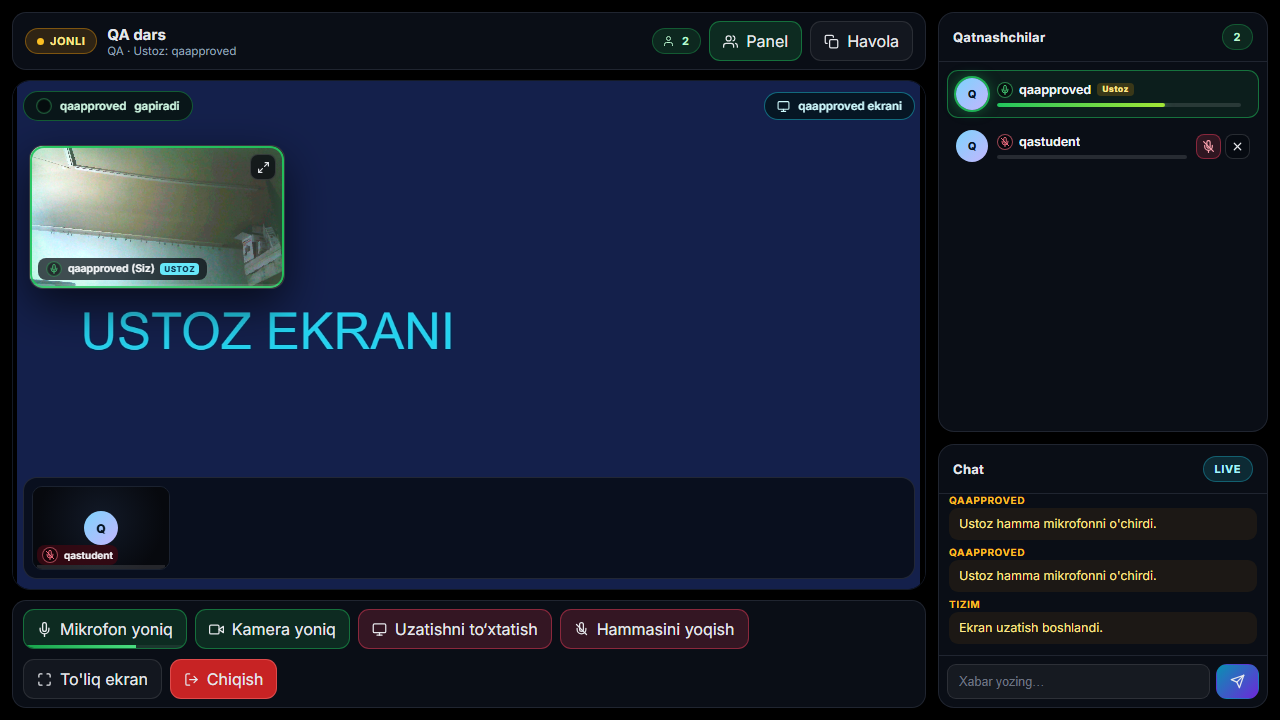 JONLI
QA dars
QA · Ustoz: qaapproved
2
Panel
Havola
qaapproved gapiradi
qaapproved ekrani
qaapproved (Siz) USTOZ
USTOZ EKRANI
Q
qastudent
Mikrofon yoniq
Kamera yoniq
Uzatishni to‘xtatish
Hammasini yoqish
To'liq ekran
Chiqish
Qatnashchilar
2
Q
qaapproved Ustoz
Q
qastudent
Chat
LIVE
QAAPPROVED
Ustoz hamma mikrofonni o'chirdi.
QAAPPROVED
Ustoz hamma mikrofonni o'chirdi.
TIZIM
Ekran uzatish boshlandi.
Xabar yozing...